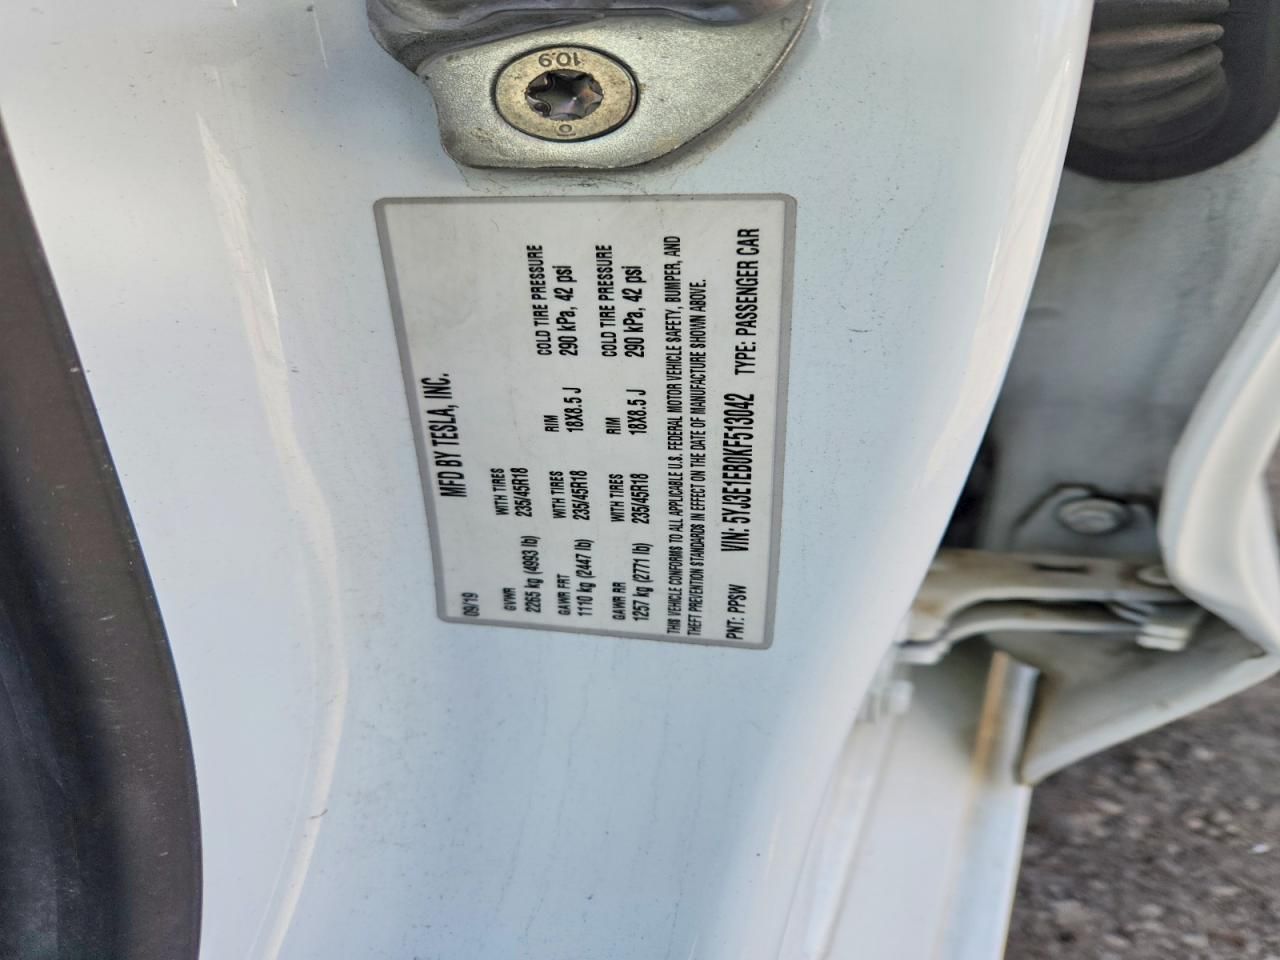 10.9
MFD BY TESLA, INC.
09/19
GVWR WITH TIRES RIM COLD TIRE PRESSURE
2265 kg (4993 lb) 235/45R18
GAWR FRT WITH TIRES
1110 kg (2447 lb) 235/45R18 18X8.5 J 290 kPa, 42 psi
GAWR RR WITH TIRES RIM COLD TIRE PRESSURE
1257 kg (2771 lb) 235/45R18 18X8.5 J 290 kPa, 42 psi
THIS VEHICLE CONFORMS TO ALL APPLICABLE U.S. FEDERAL MOTOR VEHICLE SAFETY, BUMPER, AND
THEFT PREVENTION STANDARDS IN EFFECT ON THE DATE OF MANUFACTURE SHOWN ABOVE.
PNT: PPSW VIN: 5YJ3E1EB0KF513042 TYPE: PASSENGER CAR